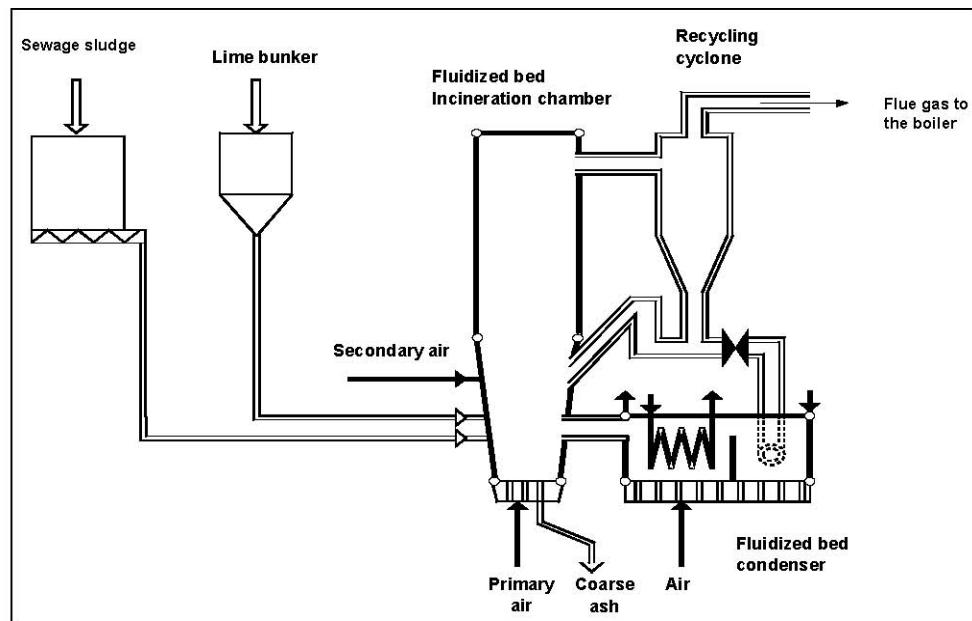 Sewage sludge
Lime bunker
Fluidized bed
Incineration chamber
Recycling
cyclone
Flue gas to
the boiler
Secondary air
Primary
air
Coarse
ash
Air
Fluidized bed
condenser